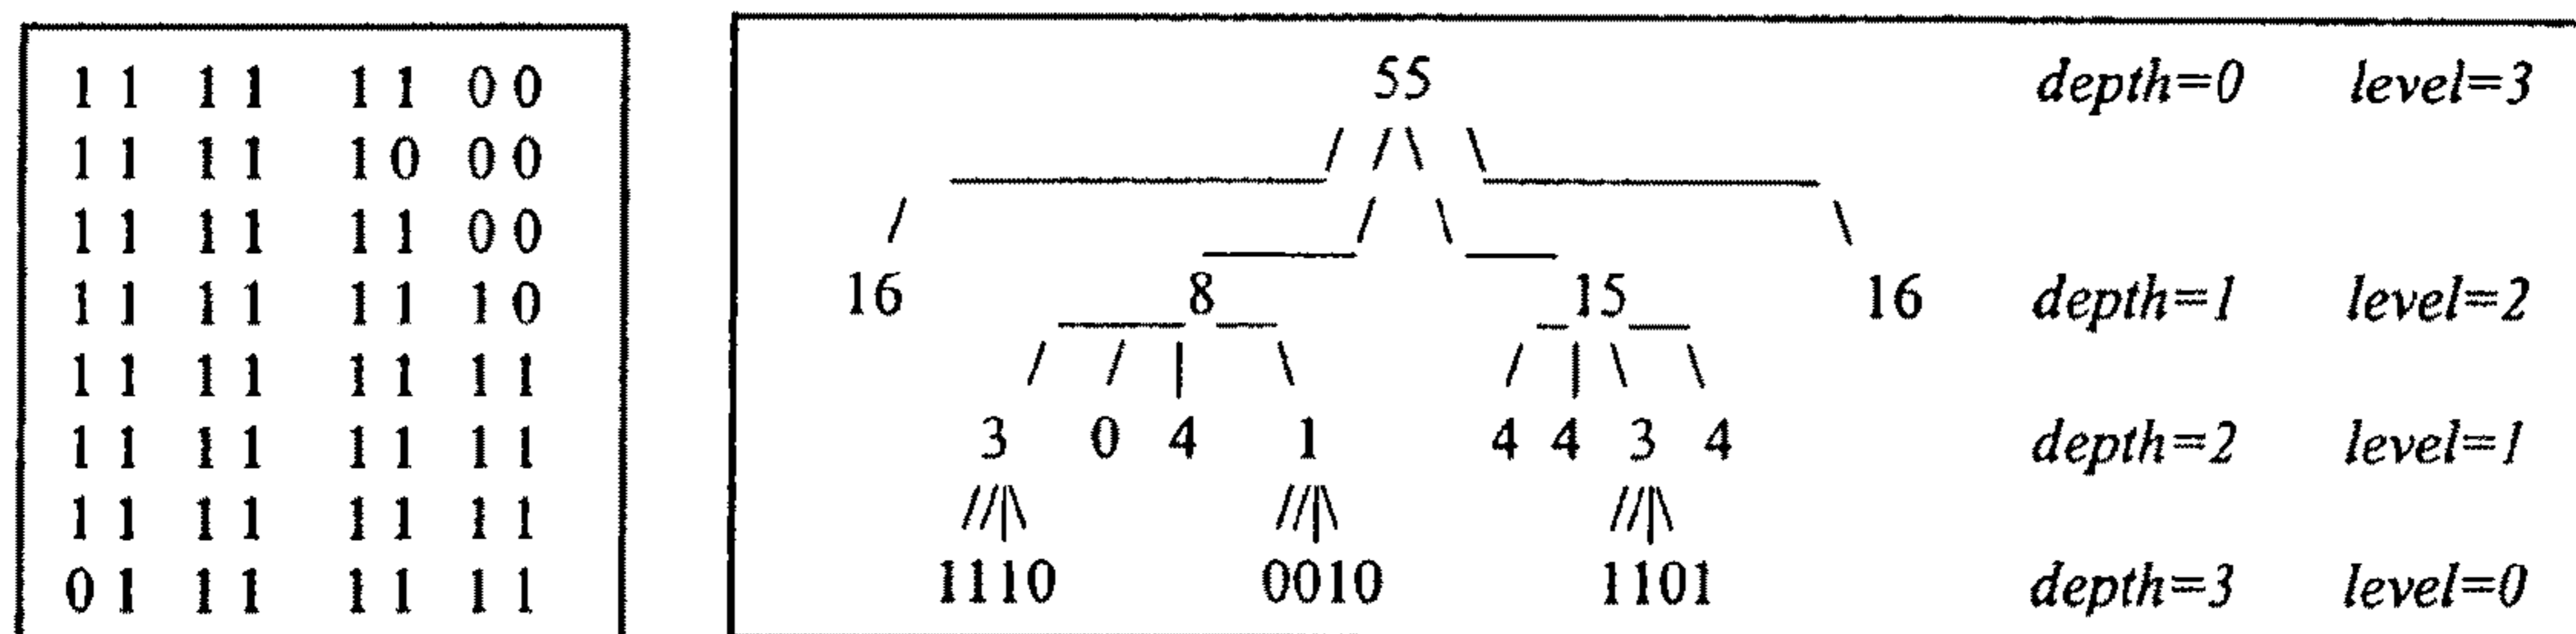 1 1 1 1 1 1 0 0
1 1 1 1 1 0 0 0
1 1 1 1 1 1 0 0
1 1 1 1 1 1 1 0
1 1 1 1 1 1 1 1
1 1 1 1 1 1 1 1
1 1 1 1 1 1 1 1
0 1 1 1 1 1 1 1
55 depth=0 level=3
16 8 15 16 depth=1 level=2
3 0 4 1 4 4 3 4 depth=2 level=1
1110 0010 1101 depth=3 level=0